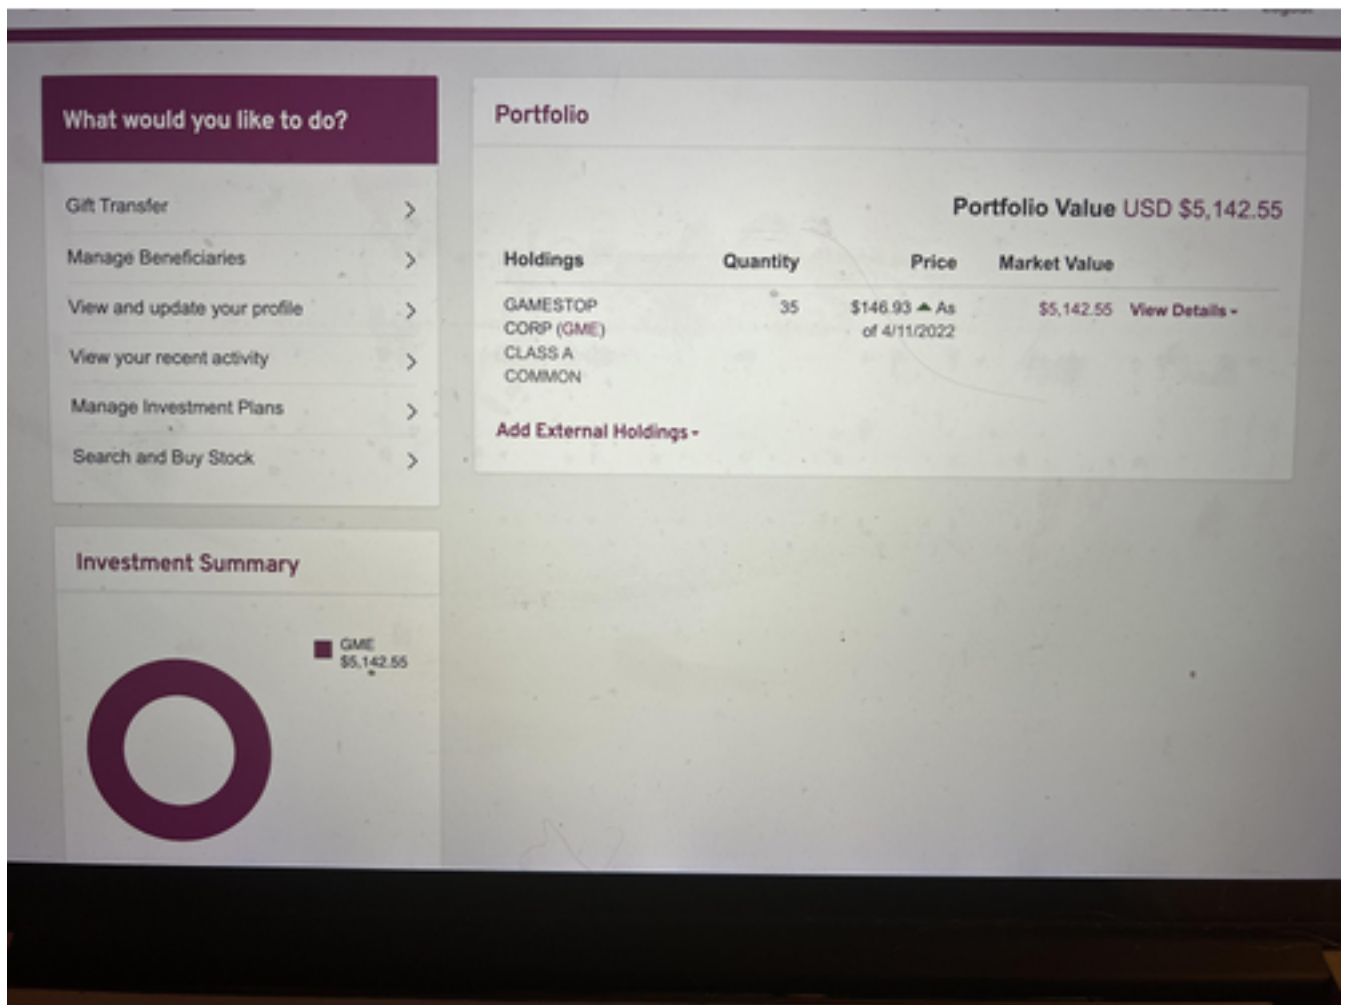 What would you like to do?
Gift Transfer
Manage Beneficiaries
View and update your profile
View your recent activity
Manage Investment Plans
Search and Buy Stock
Investment Summary
GME
$5,142.55
Portfolio
Portfolio Value USD $5,142.55
Holdings Quantity Price Market Value
GAMESTOP 35 $146.93 ▲ As $5,142.55 View Details
CORP (GME) of 4/11/2022
CLASS A
COMMON
Add External Holdings